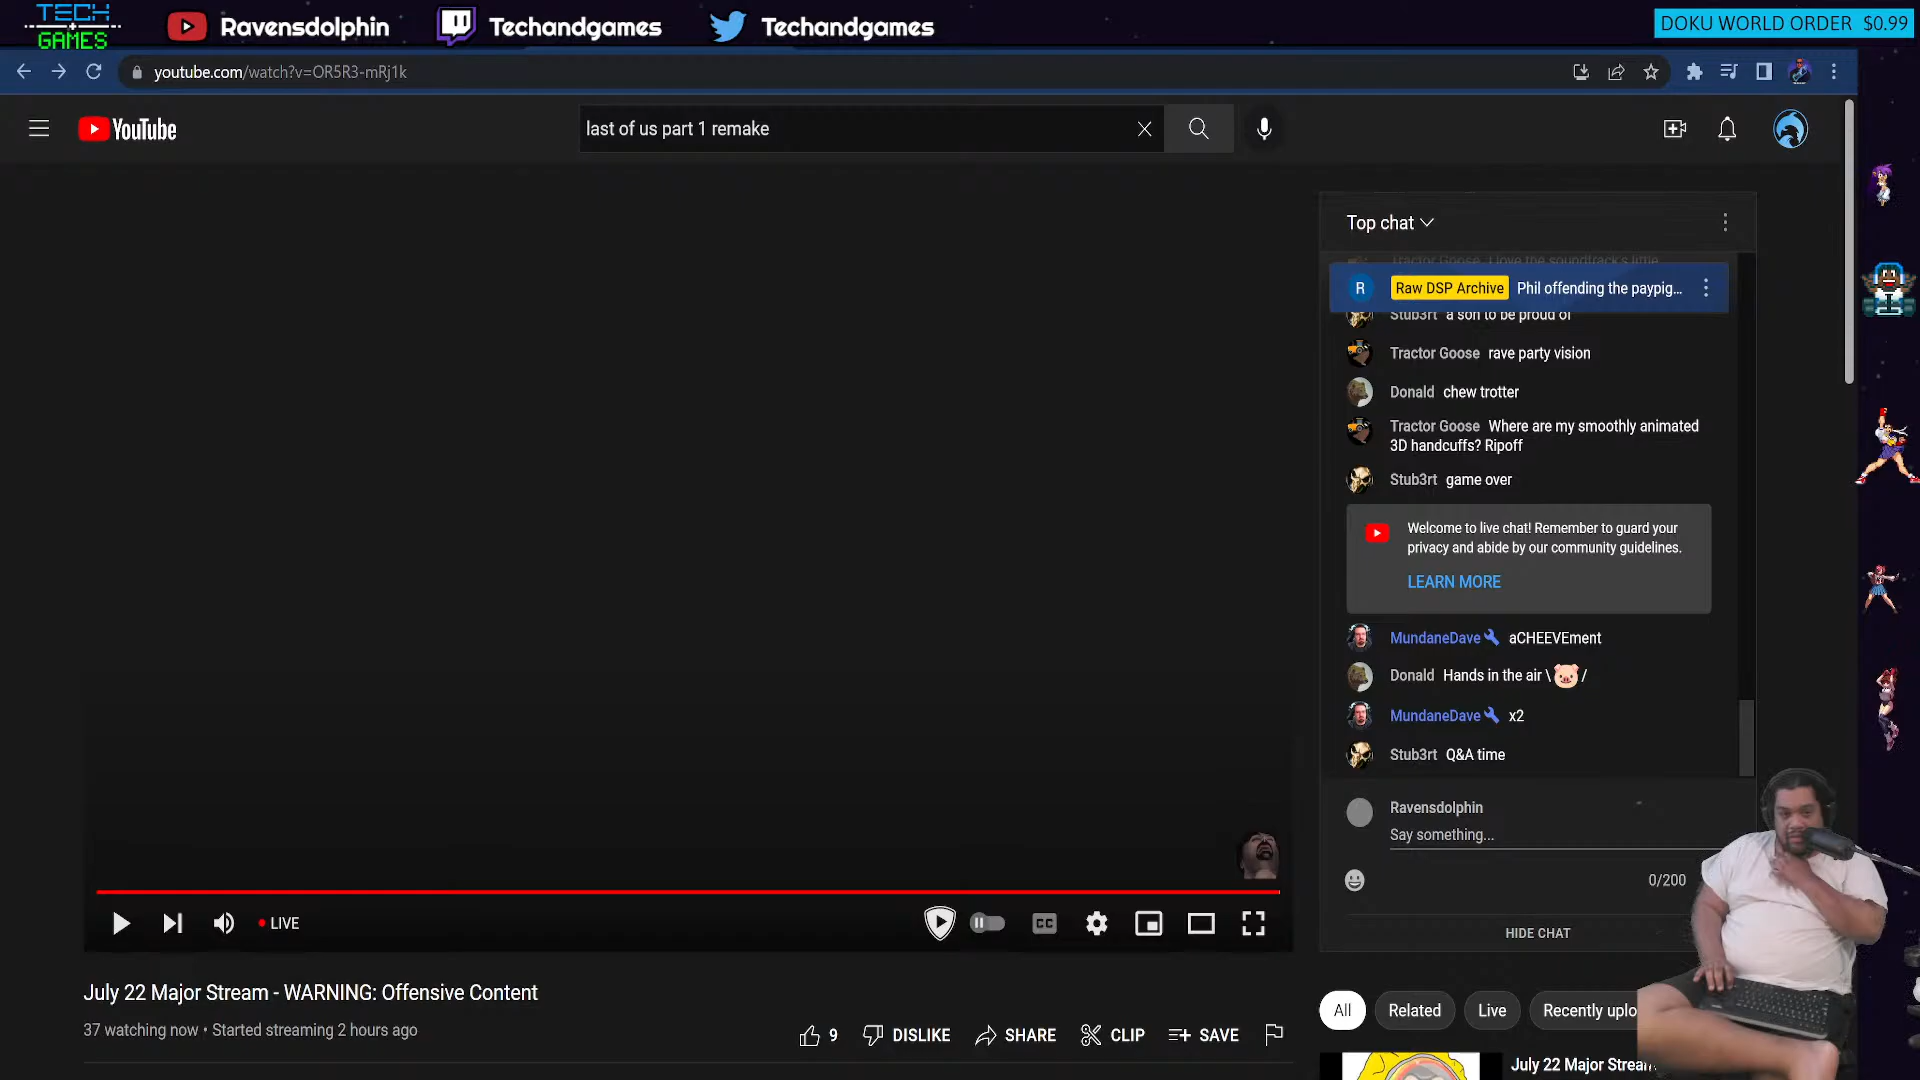 TECH
+
GAMES
Ravensdolphin
Techandgames
Techandgames
DOKU WORLD ORDER $0.99
youtube.com/watch?v=OR5R3-mRj1k
YouTube
last of us part 1 remake
Top chat
Tractor Goose I love the soundtrack's little
R
Raw DSP Archive Phil offending the paypig...
Stub3rt a son to be proud of
Tractor Goose rave party vision
Donald chew trotter
Tractor Goose Where are my smoothly animated
3D handcuffs? Ripoff
Stub3rt game over
Welcome to live chat! Remember to guard your
privacy and abide by our community guidelines.
LEARN MORE
MundaneDave aCHEEVEment
Donald Hands in the air \ /
MundaneDave x2
Stub3rt Q&A time
Ravensdolphin
Say something...
0/200
HIDE CHAT
LIVE
CC
July 22 Major Stream - WARNING: Offensive Content
37 watching now • Started streaming 2 hours ago
9
DISLIKE
SHARE
CLIP
SAVE
All
Related
Live
Recently uplo
July 22 Major Stream